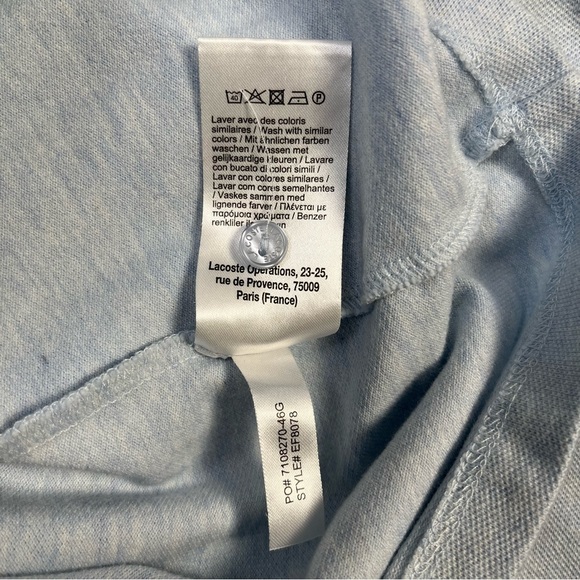 40 P
Laver avec des coloris
similaires / Wash with similar
colors / Mit ähnlichen farben
waschen / Wassen met
gelijkaardige kleuren / Lavare
con bucato di colori simili /
Lavar con colores similares /
Lavar com cores semelhantes
/ Vaskes sammen med
lignende farver / Πλένεται με
παρόμοια χρώματα / Benzer
renkliler ile
LACOSTE
Lacoste Operations, 23-25,
rue de Provence, 75009
Paris (France)
PO# 7108270-46G
STYLE# EF8078